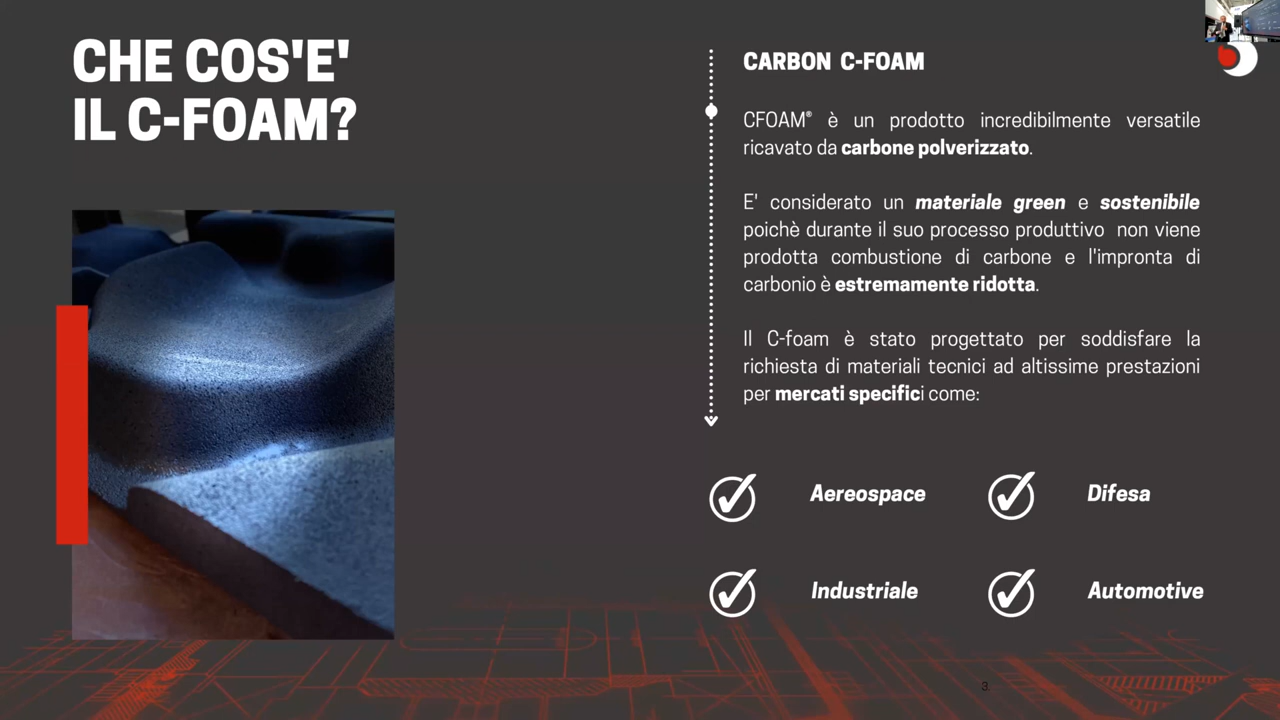 CHE COS'E'
IL C-FOAM?
CARBON C-FOAM
CFOAM® è un prodotto incredibilmente versatile
ricavato da carbone polverizzato.
E' considerato un materiale green e sostenibile
poichè durante il suo processo produttivo non viene
prodotta combustione di carbone e l'impronta di
carbonio è estremamente ridotta.
Il C-foam è stato progettato per soddisfare la
richiesta di materiali tecnici ad altissime prestazioni
per mercati specifici come:
Aereospace
Difesa
Industriale
Automotive
3